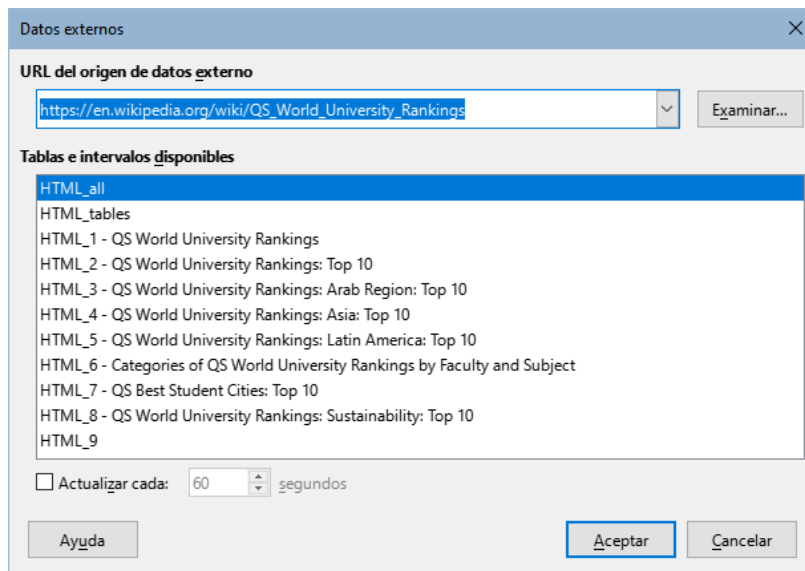 Datos externos
URL del origen de datos externo
https://en.wikipedia.org/wiki/QS_World_University_Rankings
Examinar...
Tablas e intervalos disponibles
HTML_all
HTML_tables
HTML_1 - QS World University Rankings
HTML_2 - QS World University Rankings: Top 10
HTML_3 - QS World University Rankings: Arab Region: Top 10
HTML_4 - QS World University Rankings: Asia: Top 10
HTML_5 - QS World University Rankings: Latin America: Top 10
HTML_6 - Categories of QS World University Rankings by Faculty and Subject
HTML_7 - QS Best Student Cities: Top 10
HTML_8 - QS World University Rankings: Sustainability: Top 10
HTML_9
Actualizar cada: 60 segundos
Ayuda Aceptar Cancelar